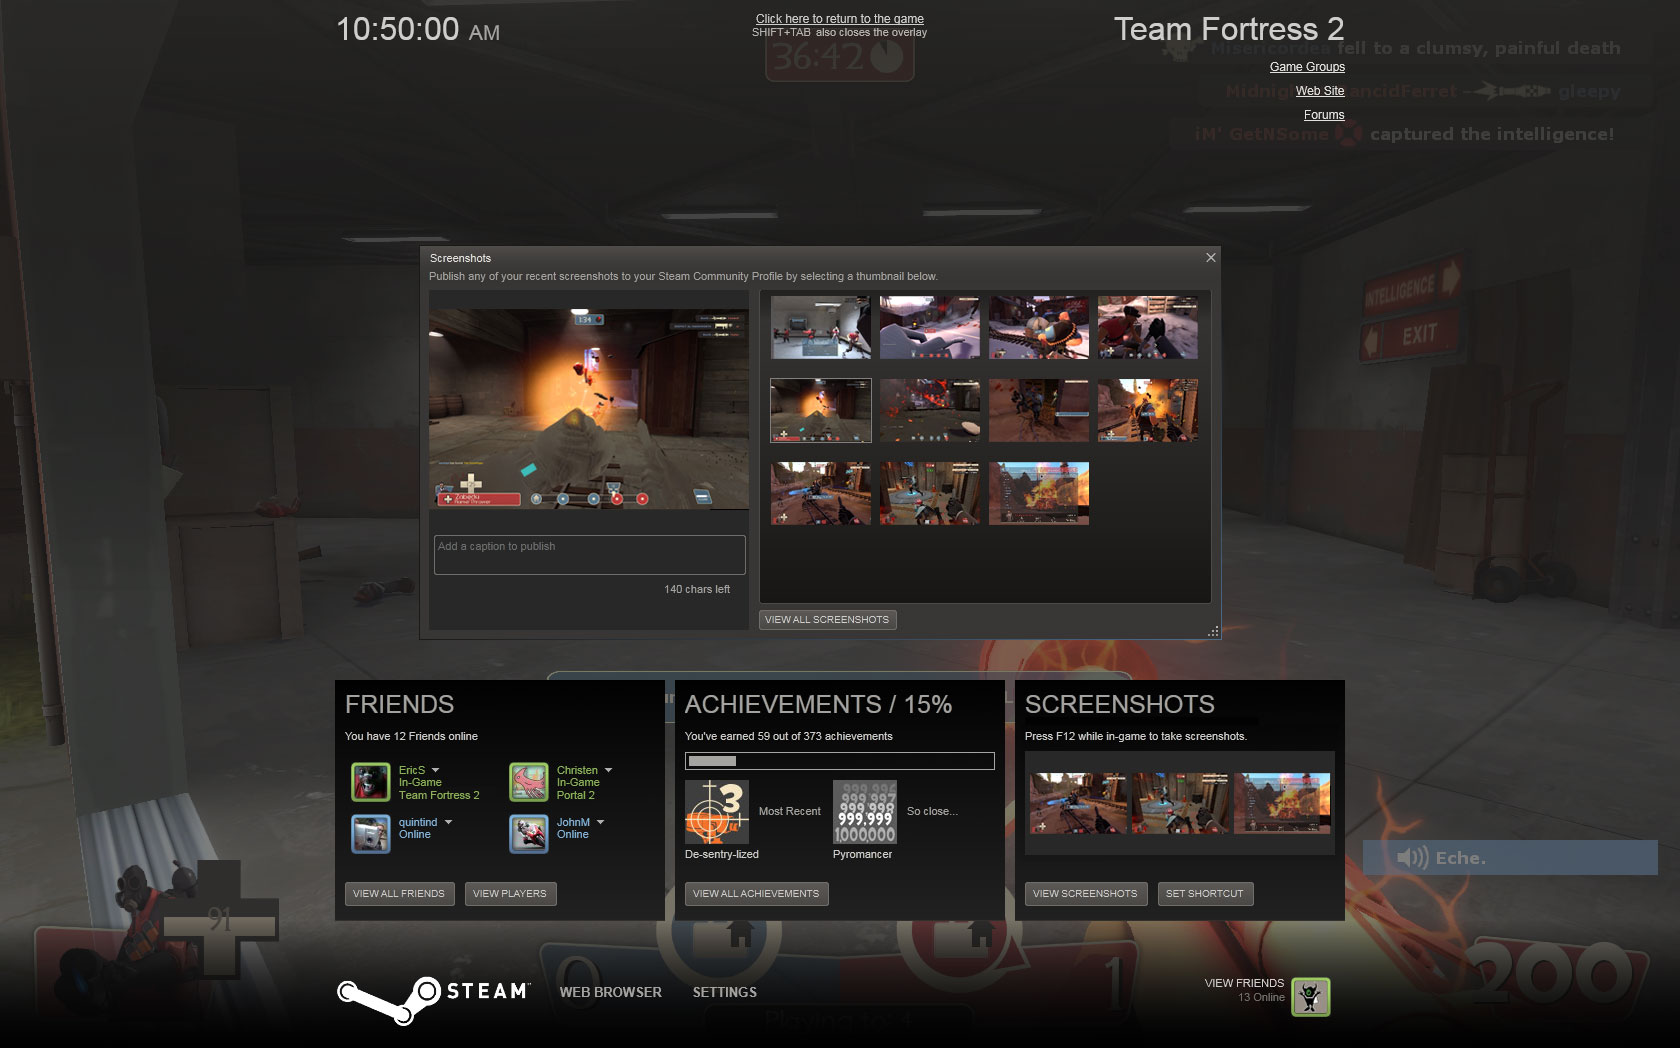 10:50:00 AM
Click here to return to the game
SHIFT+TAB also closes the overlay
36:42
Team Fortress 2
Misericordea fell to a clumsy, painful death
Game Groups
Web Site
gleepy
Forums
iM' GetNSome captured the intelligence!
INTELLIGENCE
EXIT
Screenshots
Publish any of your recent screenshots to your Steam Community Profile by selecting a thumbnail below.
134
Add a caption to publish
140 chars left
VIEW ALL SCREENSHOTS
FRIENDS
You have 12 Friends online
EricS
In-Game
Team Fortress 2
Christen
In-Game
Portal 2
quintind
Online
JohnM
Online
VIEW ALL FRIENDS
VIEW PLAYERS
ACHIEVEMENTS / 15%
You've earned 59 out of 373 achievements
3
Most Recent
De-sentry-lized
999,997
999,998
999,999
1000,000
So close...
Pyromancer
VIEW ALL ACHIEVEMENTS
SCREENSHOTS
Press F12 while in-game to take screenshots.
VIEW SCREENSHOTS
SET SHORTCUT
Eche.
91
0
1
200
STEAM
WEB BROWSER
SETTINGS
VIEW FRIENDS
13 Online
Playing to: 4